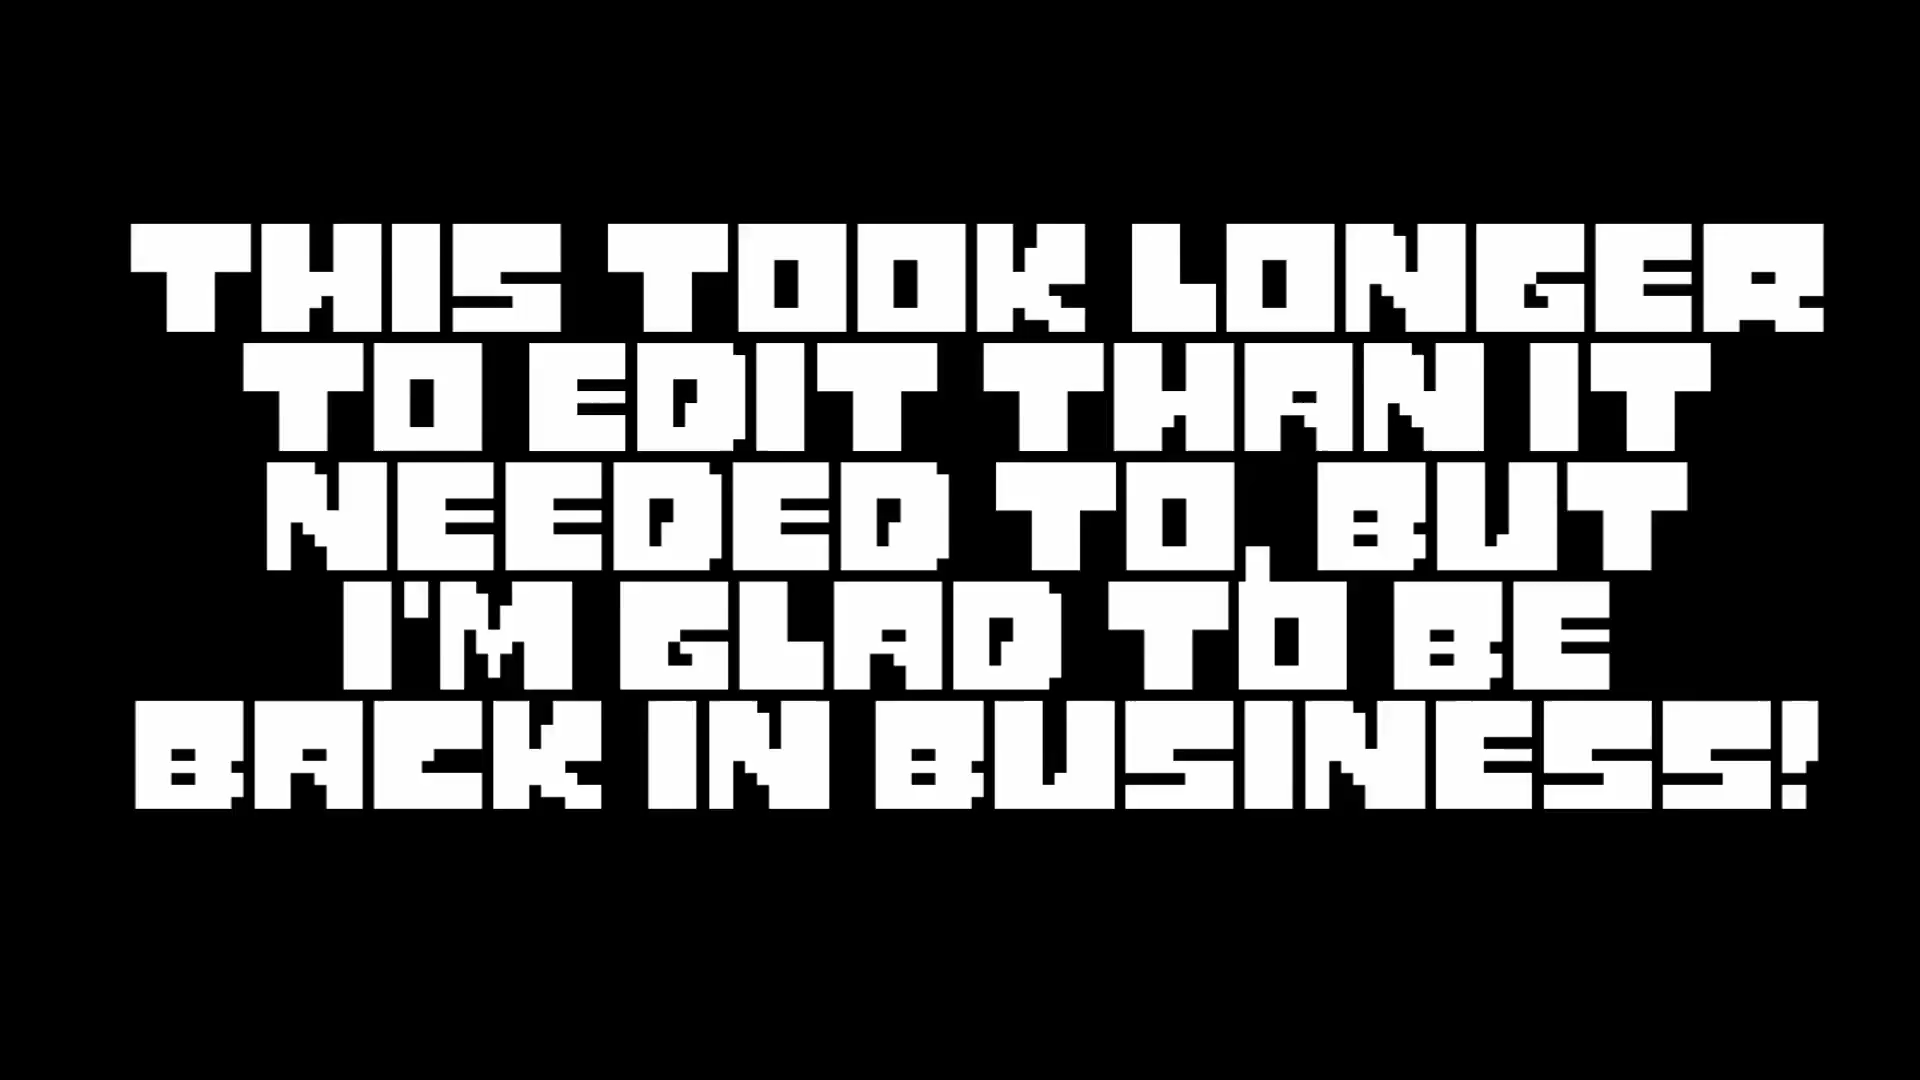 THIS TOOK LONGER
TO EDIT THAN IT
NEEDED TO, BUT
I'M GLAD TO BE
BACK IN BUSINESS!